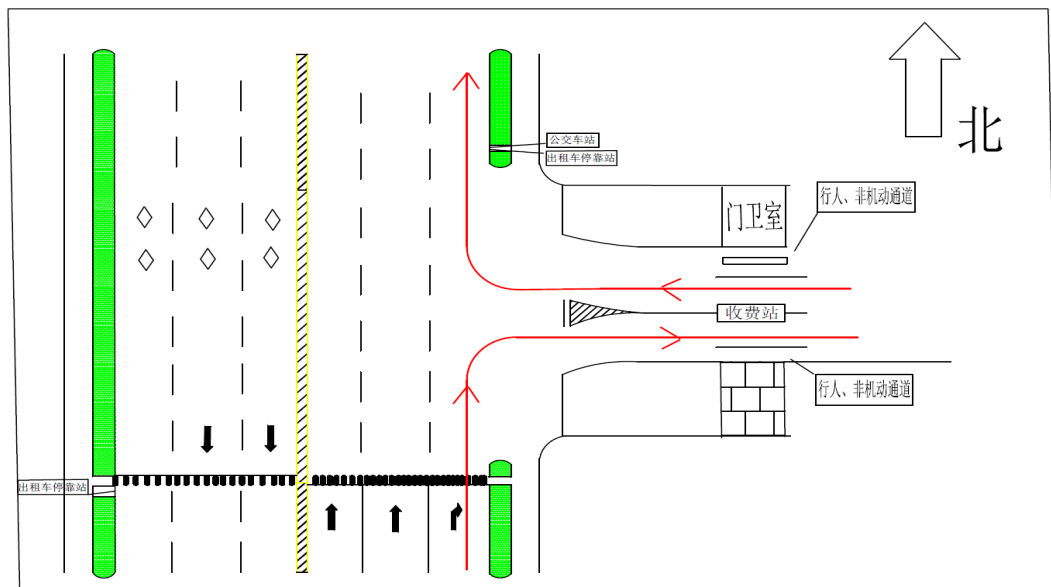 北
公交车站
出租车停靠站
行人、非机动通道
门卫室
收费站
行人、非机动通道
出租车停靠站